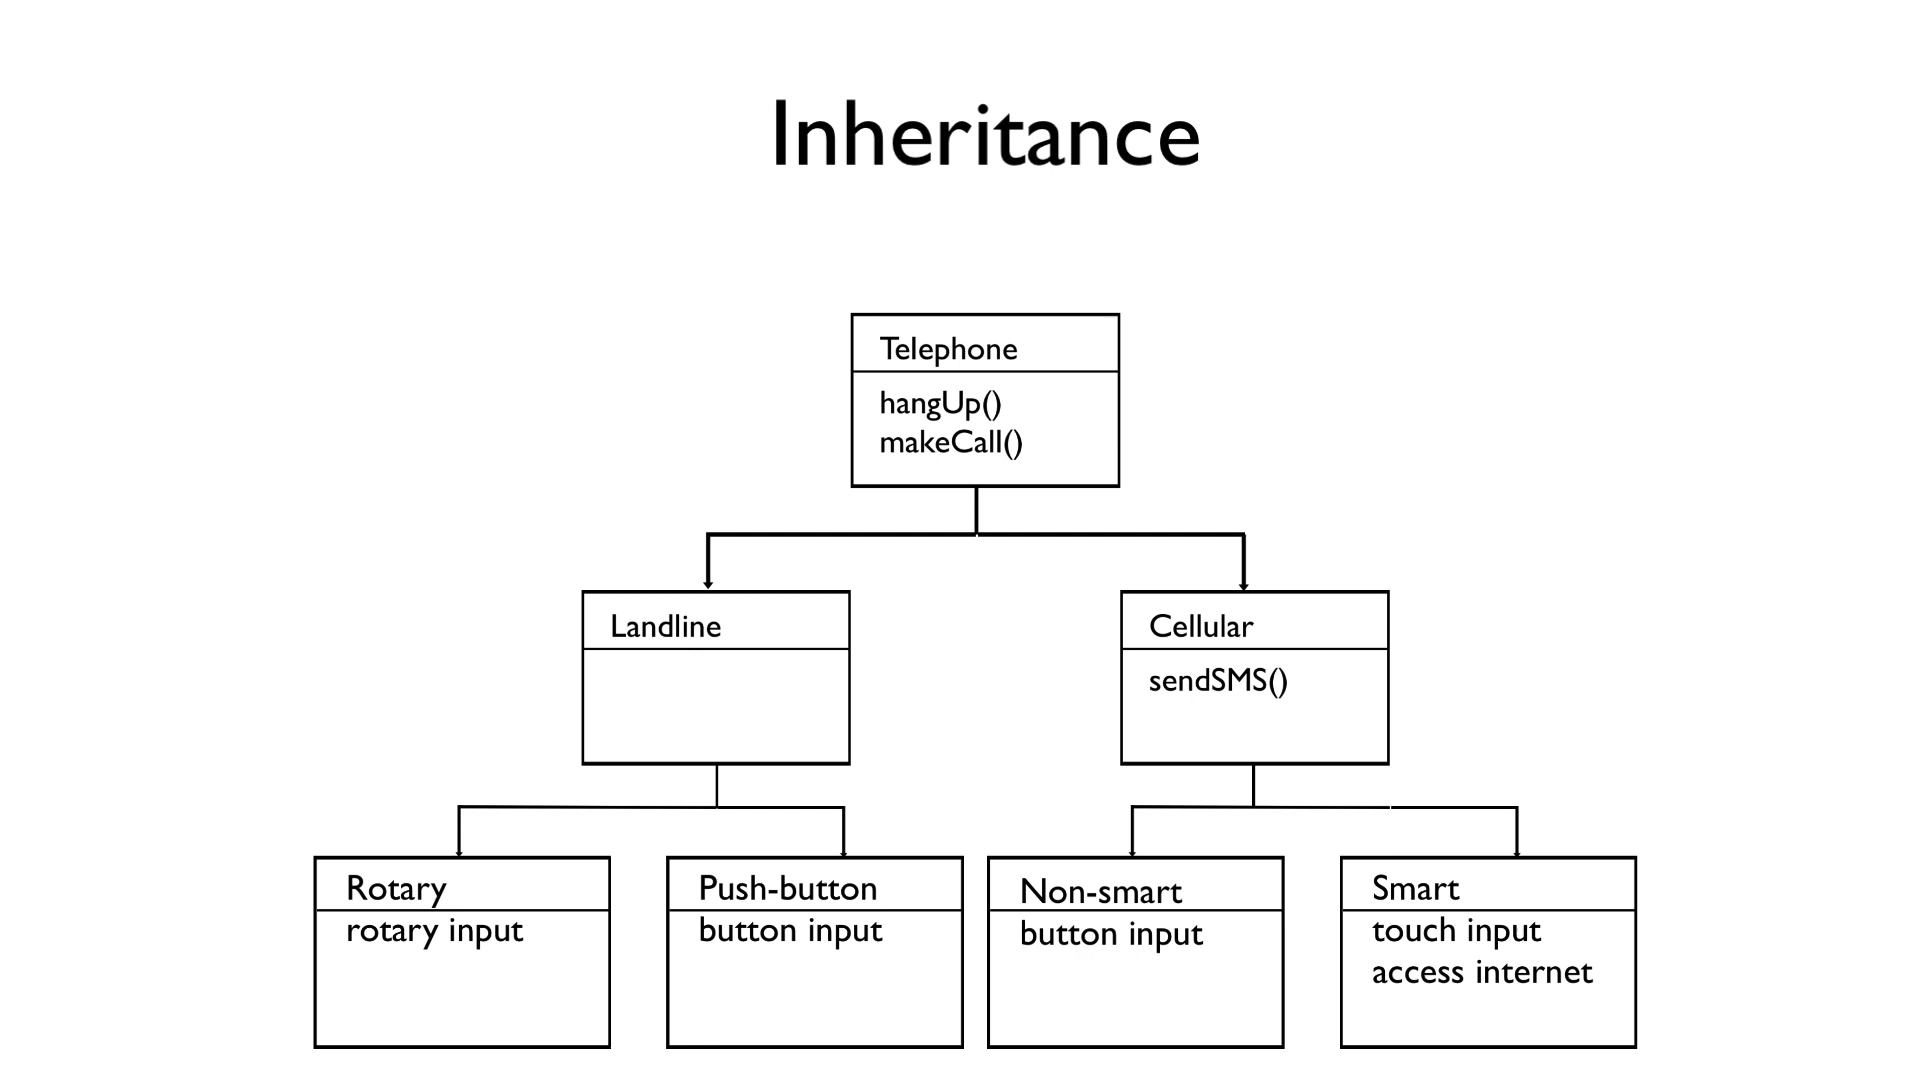 Inheritance
Telephone
hangUp()
makeCall()
Landline
Cellular
sendSMS()
Rotary
rotary input
Push-button
button input
Non-smart
button input
Smart
touch input
access internet